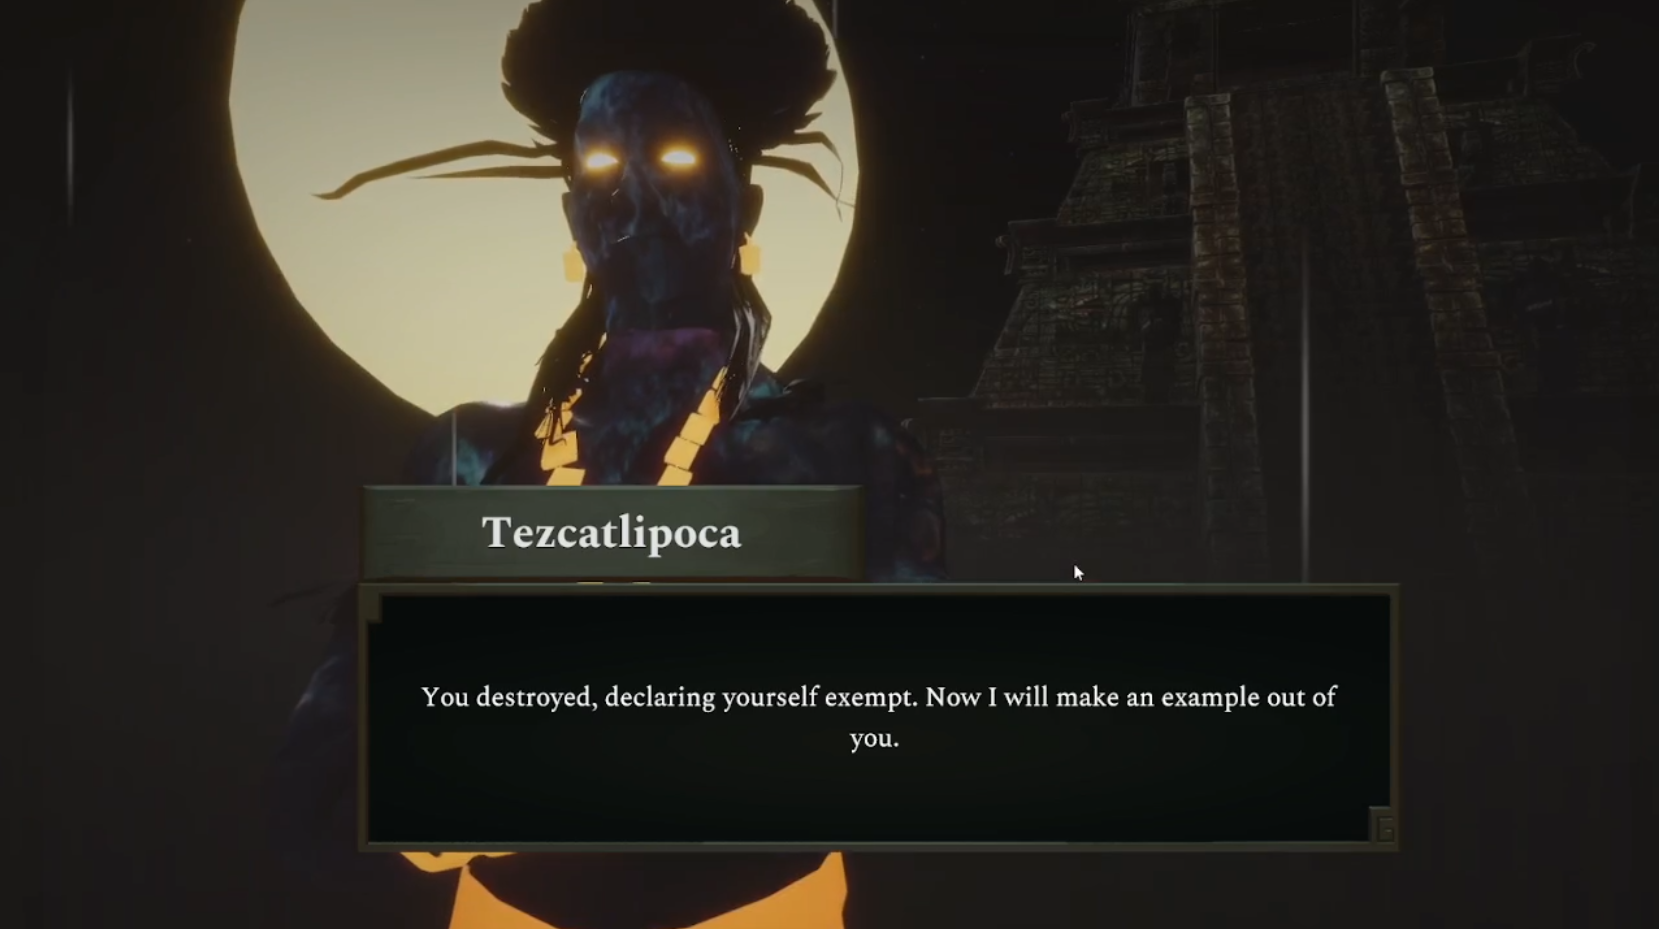 Tezcatlipoca
You destroyed, declaring yourself exempt. Now I will make an example out of
you.